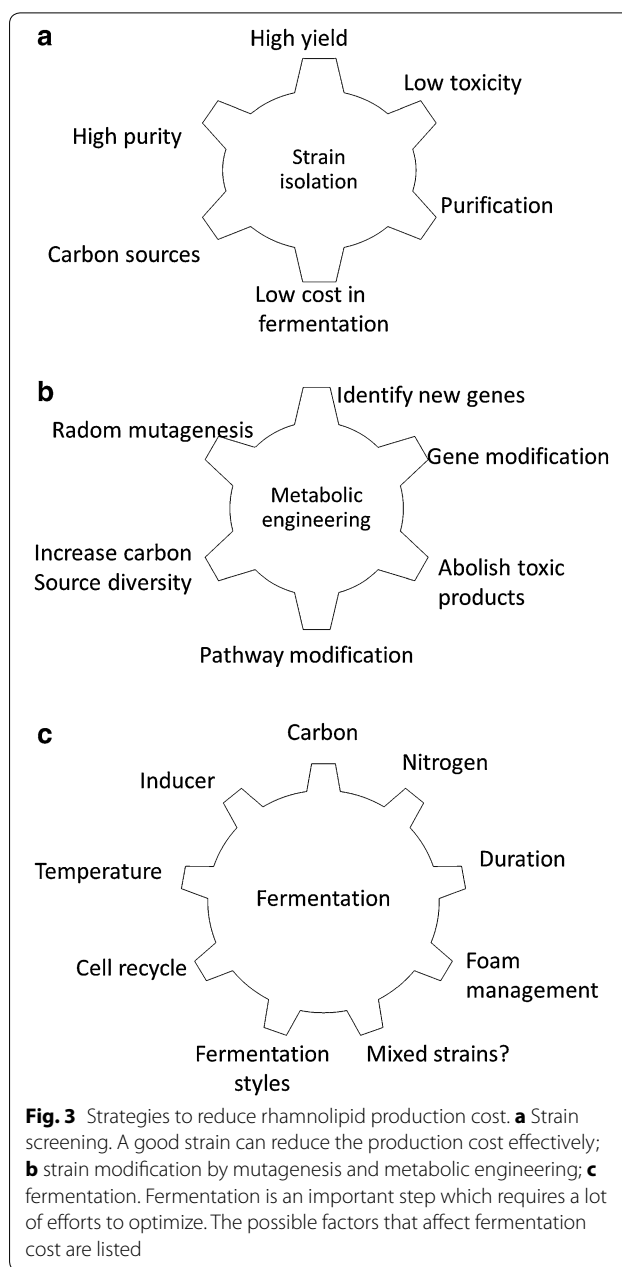 a
High yield
Low toxicity
High purity
Strain
isolation
Purification
Carbon sources
Low cost in
fermentation
b
Identify new genes
Radom mutagenesis
Gene modification
Metabolic
engineering
Increase carbon
Source diversity
Abolish toxic
products
Pathway modification
c
Carbon
Nitrogen
Inducer
Duration
Temperature
Fermentation
Cell recycle
Foam
management
Fermentation
styles
Mixed strains?
Fig. 3 Strategies to reduce rhamnolipid production cost. a Strain
screening. A good strain can reduce the production cost effectively;
b strain modification by mutagenesis and metabolic engineering; c
fermentation. Fermentation is an important step which requires a lot
of efforts to optimize. The possible factors that affect fermentation
cost are listed